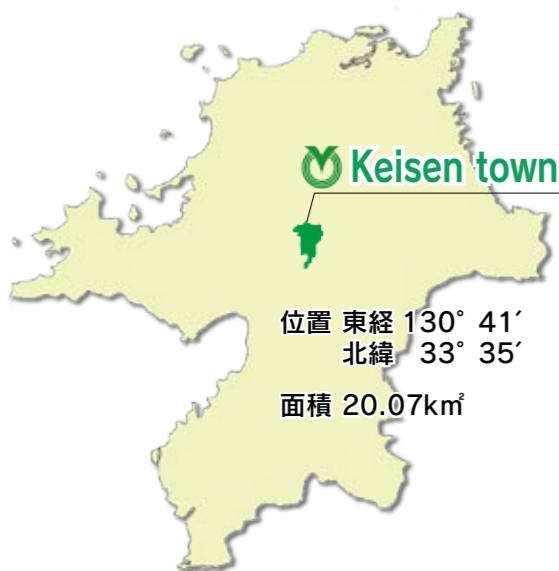 Keisen town
位置 東経 130° 41′
北緯 33° 35′
面積 20.07k㎡